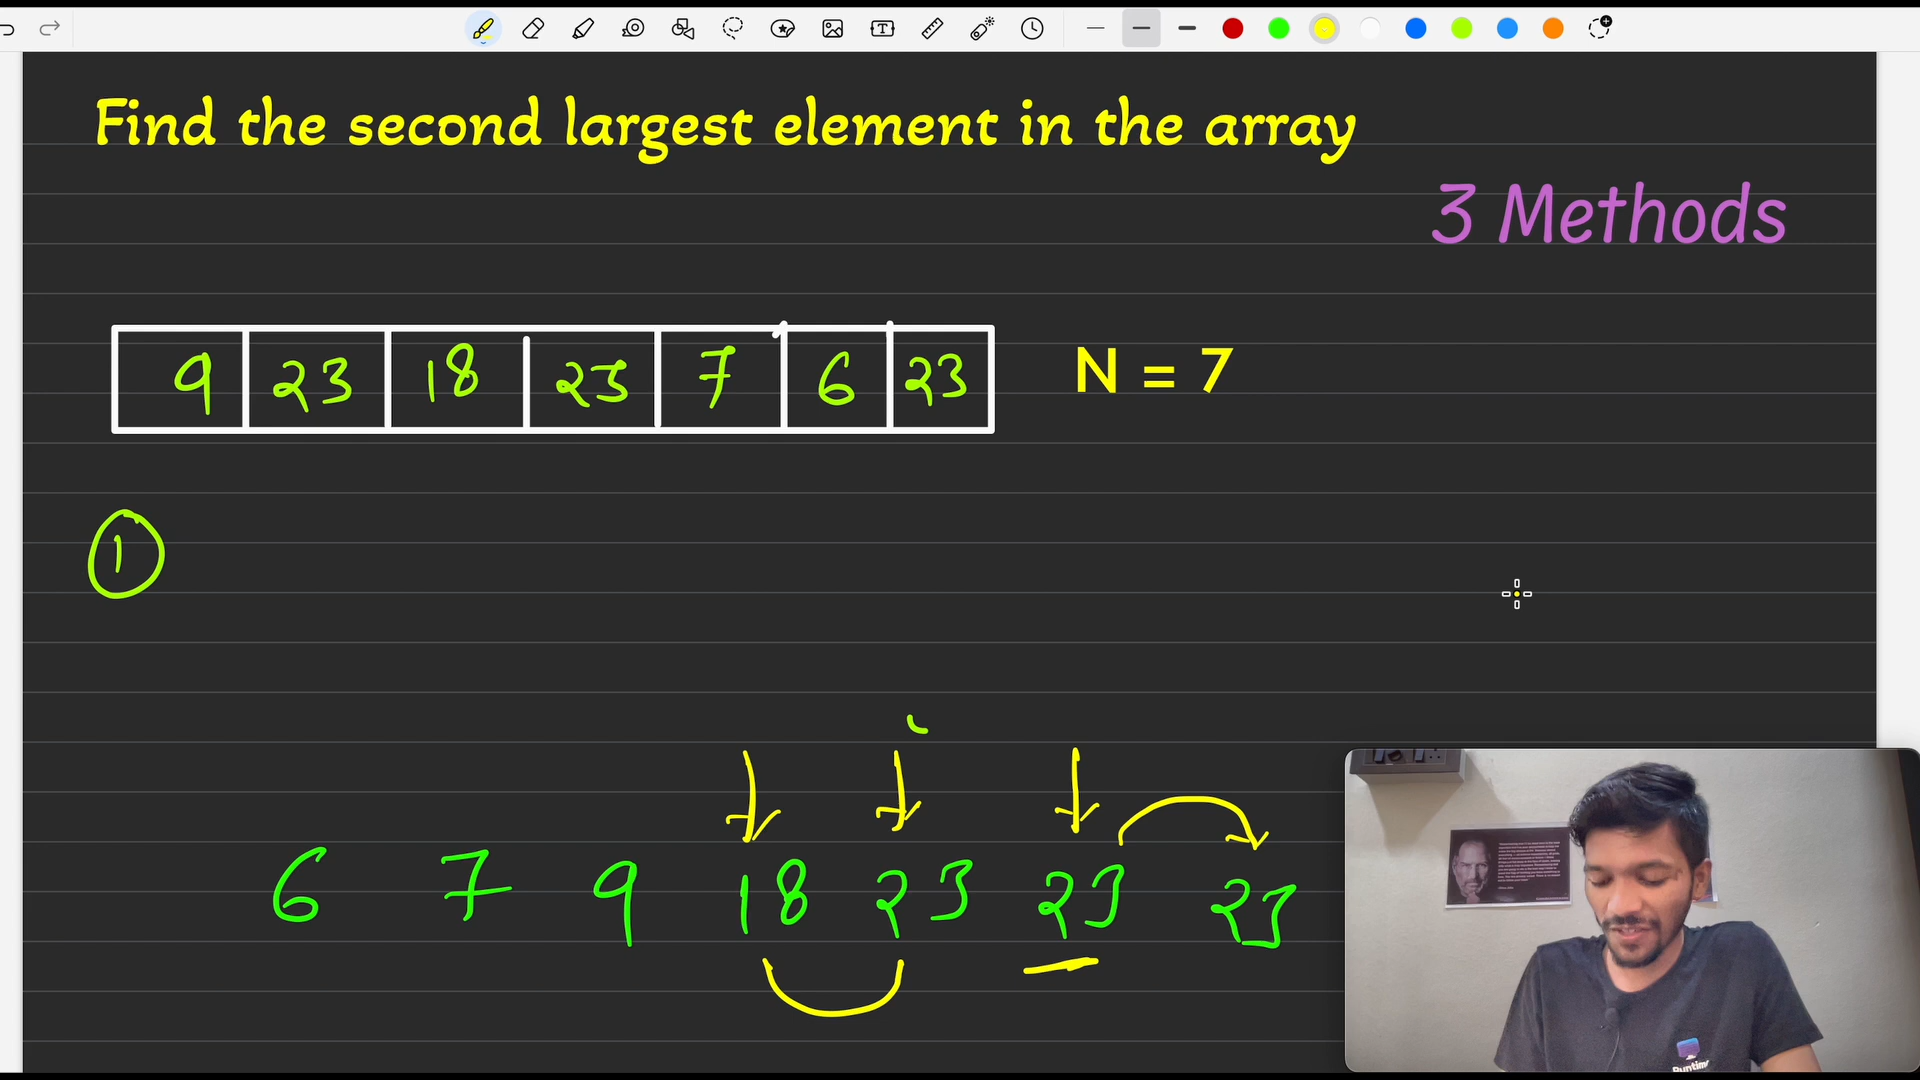 Find the second largest element in the array
3 Methods
9 23 18 23 7 6 23 N = 7
1
6 7 9 18 23 23 23
Runtime